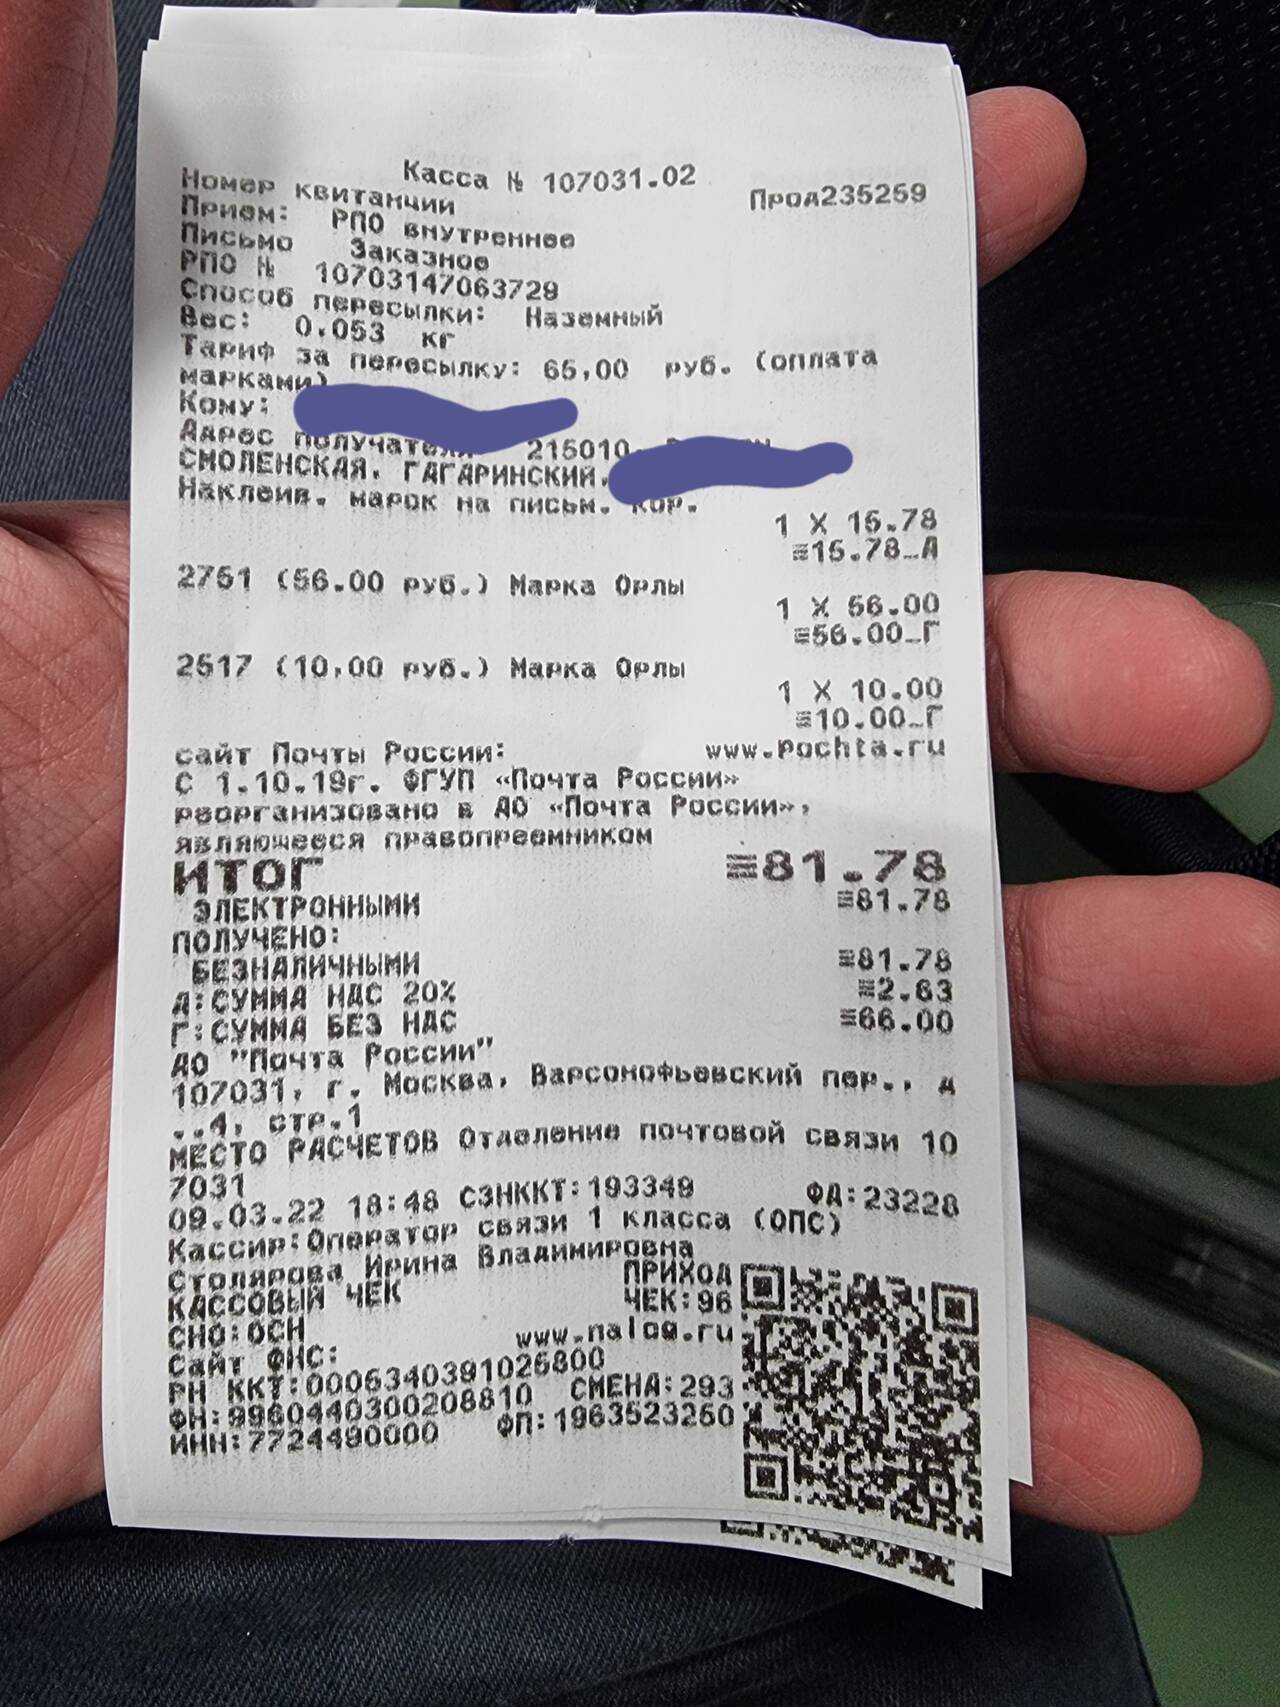 Касса № 107031.02
Номер квитанции Прод235259
Прием: РПО внутреннее
Письмо Заказное
РПО № 10703147063729
Способ пересылки: Наземный
Вес: 0.053 кг
Тариф за пересылку: 65,00 руб. (оплата
марками)
Кому:
Адрес получателя 215010,
СМОЛЕНСКАЯ, ГАГАРИНСКИЙ,
Наклеив. марок на письм. кор.
1 X 15.78
≡15.78_А
2751 (56.00 руб.) Марка Орлы
1 X 56.00
≡56.00_Г
2517 (10,00 руб.) Марка Орлы
1 X 10.00
≡10.00_Г
сайт Почты России: www.pochta.ru
С 1.10.19г. ФГУП «Почта России»
реорганизовано в АО «Почта России»,
являющееся правопреемником
ИТОГ ≡81.78
ЭЛЕКТРОННЫМИ ≡81.78
ПОЛУЧЕНО:
БЕЗНАЛИЧНЫМИ ≡81.78
А:СУММА НДС 20% ≡2.63
Г:СУММА БЕЗ НДС ≡66.00
АО "Почта России"
107031, г. Москва, Варсонофьевский пер., д
..4, стр.1
МЕСТО РАСЧЕТОВ Отделение почтовой связи 10
7031
09.03.22 18:48 СЗНККТ:193349 ФД:23228
Кассир:Оператор связи 1 класса (ОПС)
Столярова Ирина Владимировна
КАССОВЫЙ ЧЕК ПРИХОД
СНО:ОСН ЧЕК:96
Сайт ФНС: www.nalog.ru
РН ККТ:0006340391026800
ФН:9960440300208810 СМЕНА:293
ИНН:7724490000 ФП:1963523260